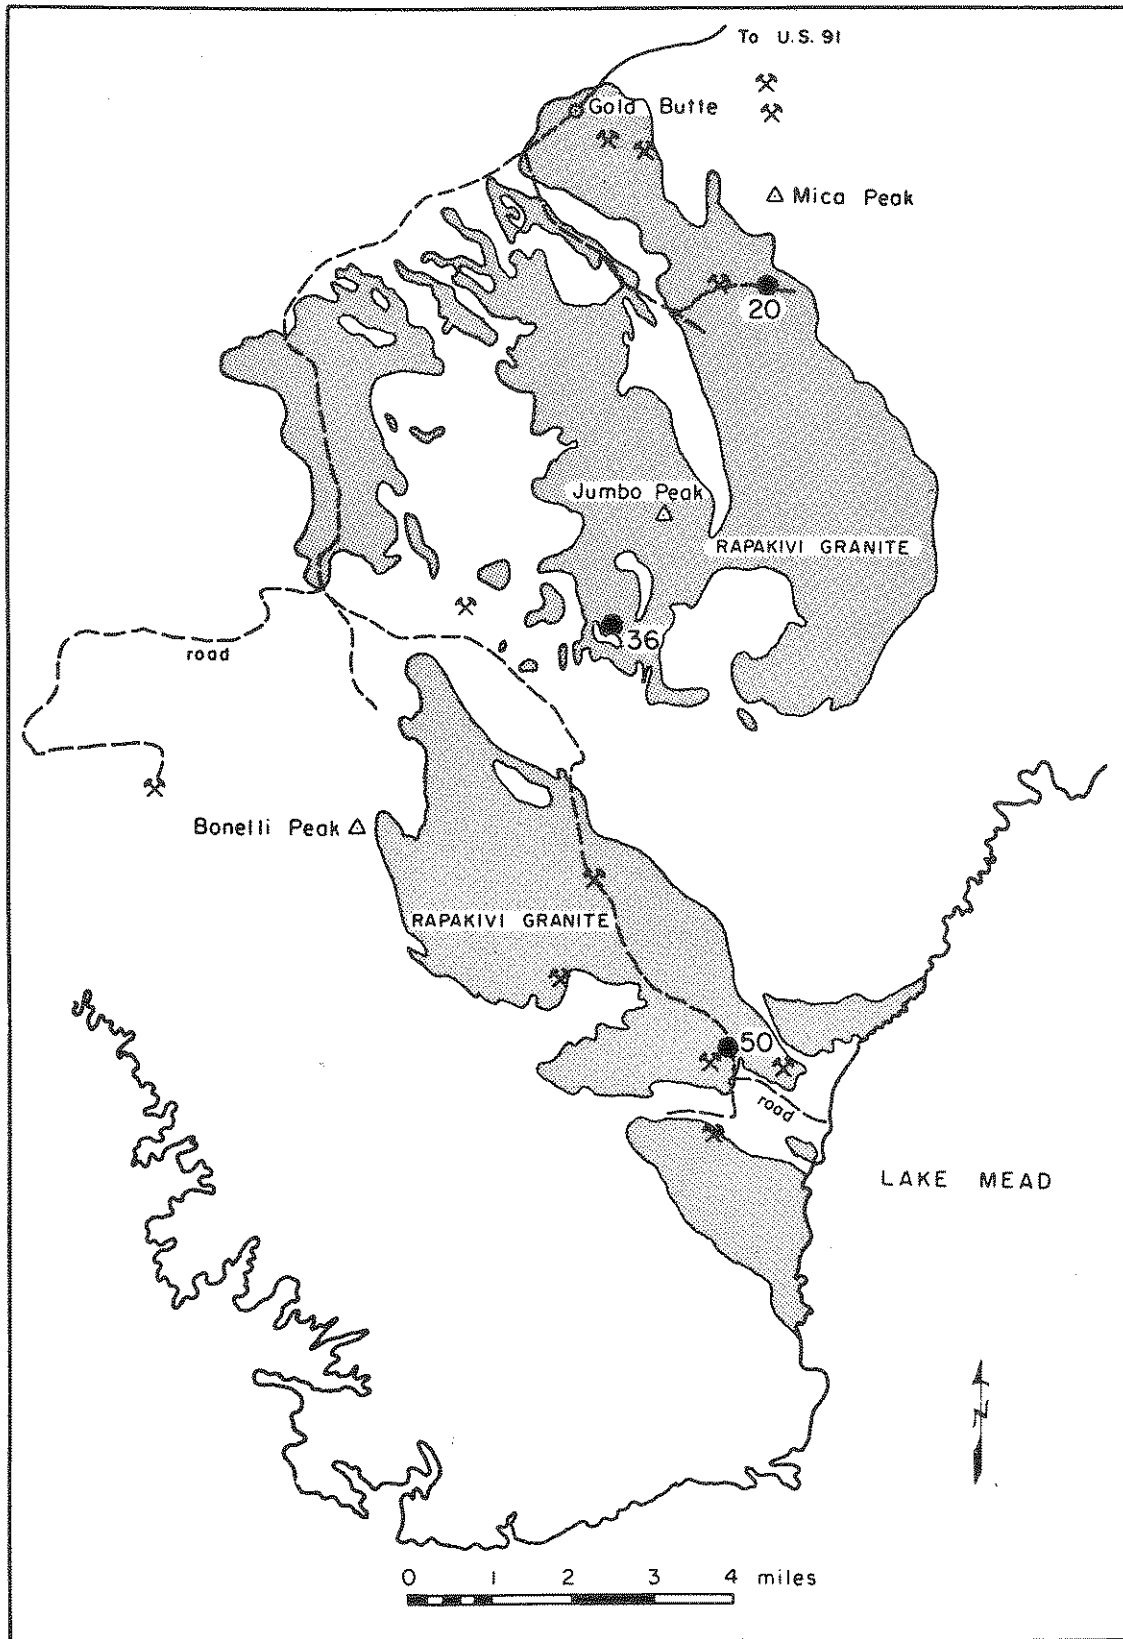 To U.S. 91
Gold Butte
Mica Peak
20
Jumbo Peak
RAPAKIVI GRANITE
36
road
Bonelli Peak
RAPAKIVI GRANITE
50
road
LAKE MEAD
N
0 1 2 3 4 miles